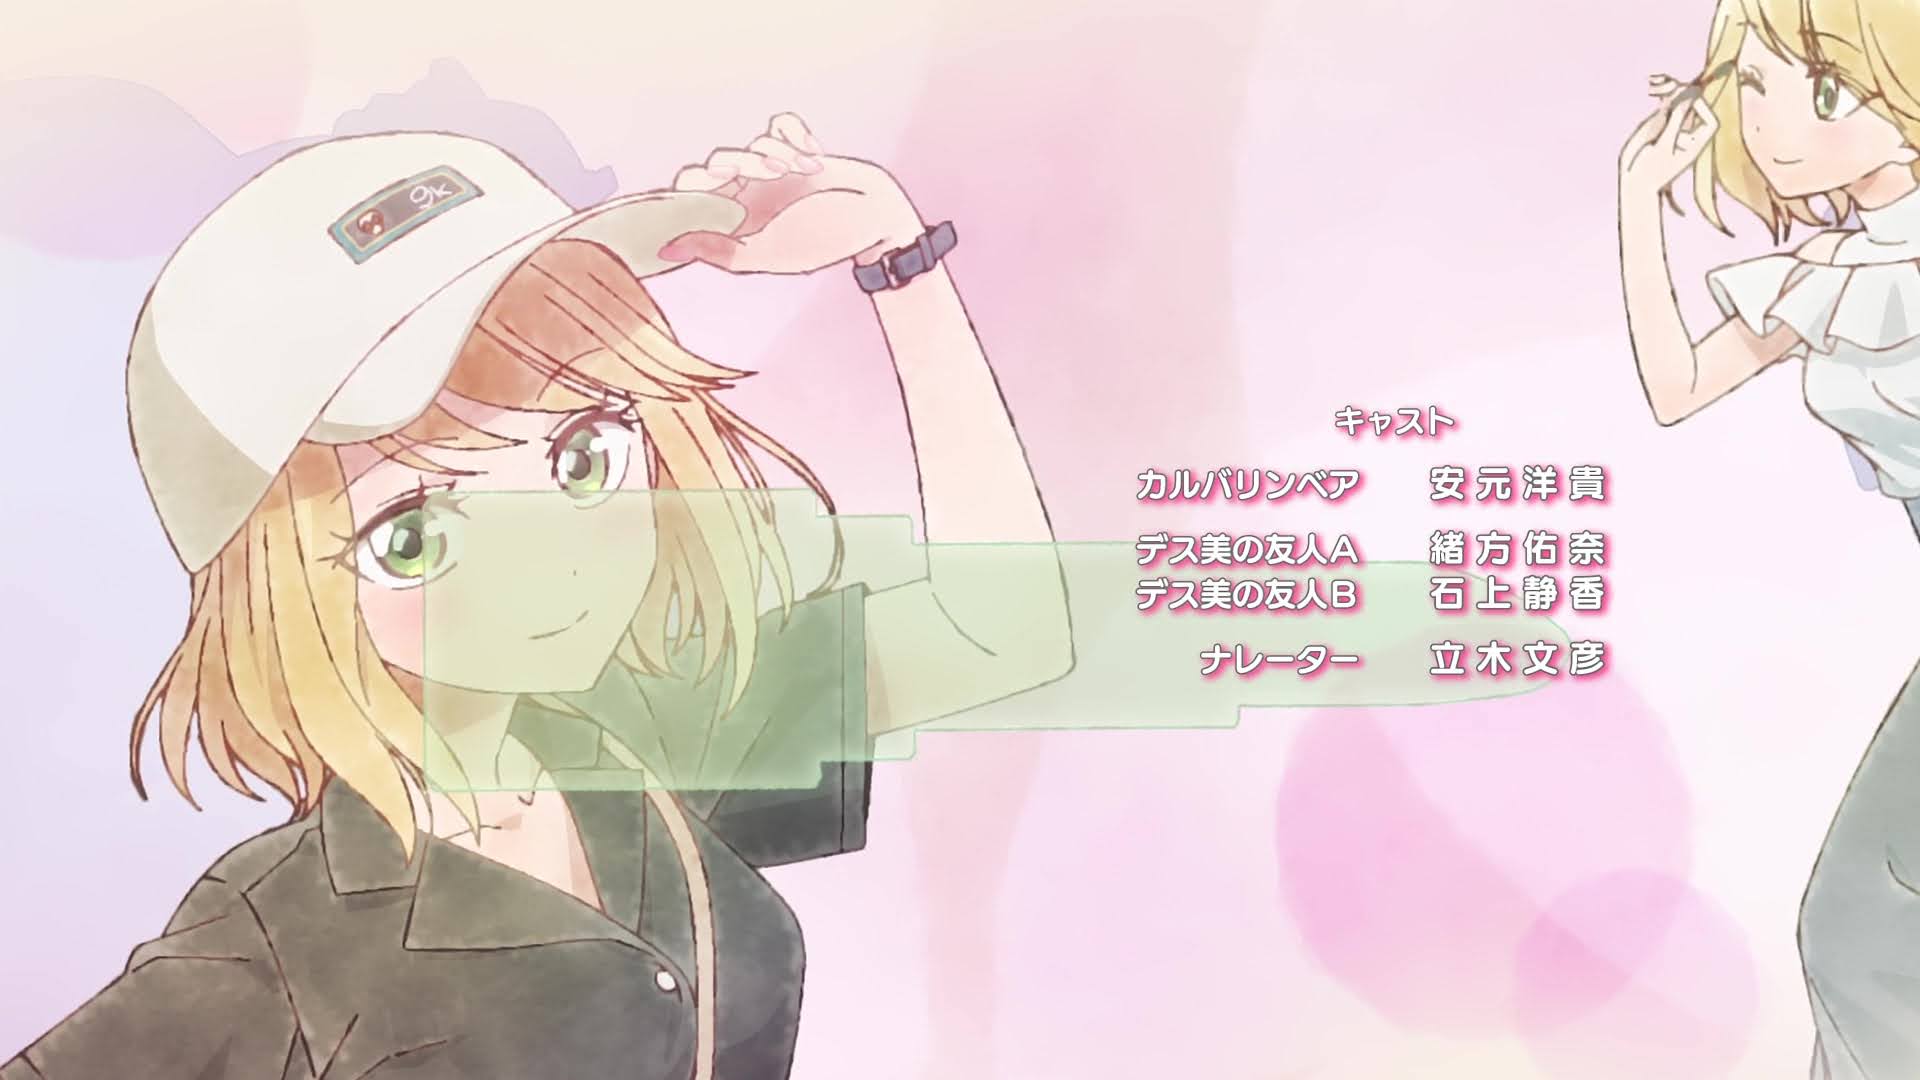 9k
キャスト
カルバリンベア 安元洋貴
デス美の友人A 緒方佑奈
デス美の友人B 石上静香
ナレーター 立木文彦